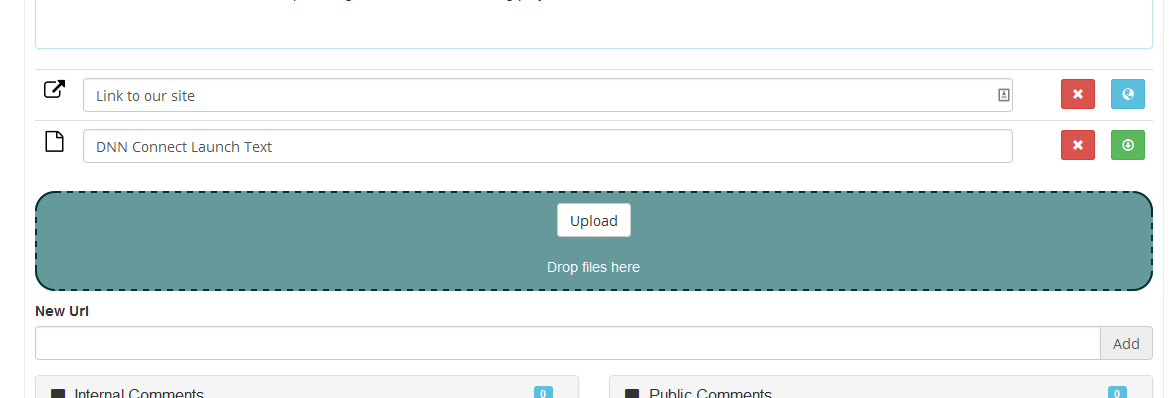 Link to our site
DNN Connect Launch Text
Upload
Drop files here
New Url
Add
Internal Comments 0
Public Comments 0